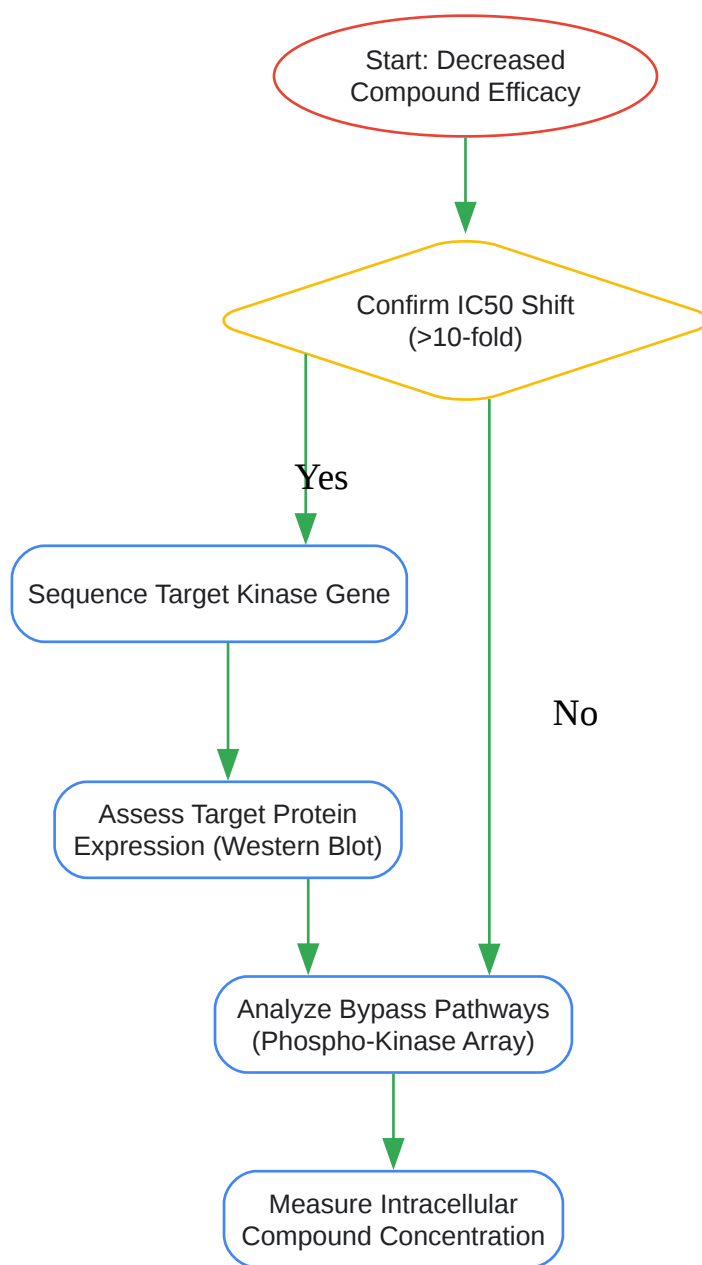 Start: Decreased
Compound Efficacy
Confirm IC50 Shift
(>10-fold)
Yes
Sequence Target Kinase Gene
No
Assess Target Protein
Expression (Western Blot)
Analyze Bypass Pathways
(Phospho-Kinase Array)
Measure Intracellular
Compound Concentration